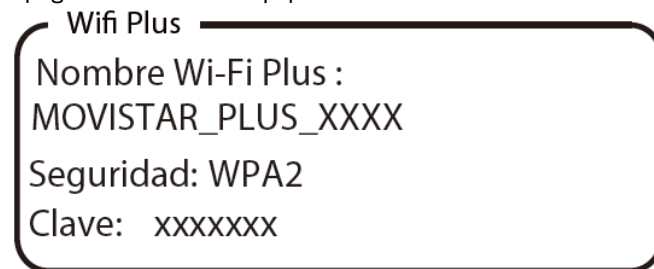 Wifi Plus
Nombre Wi-Fi Plus :
MOVISTAR_PLUS_XXXX
Seguridad: WPA2
Clave: xxxxxxx